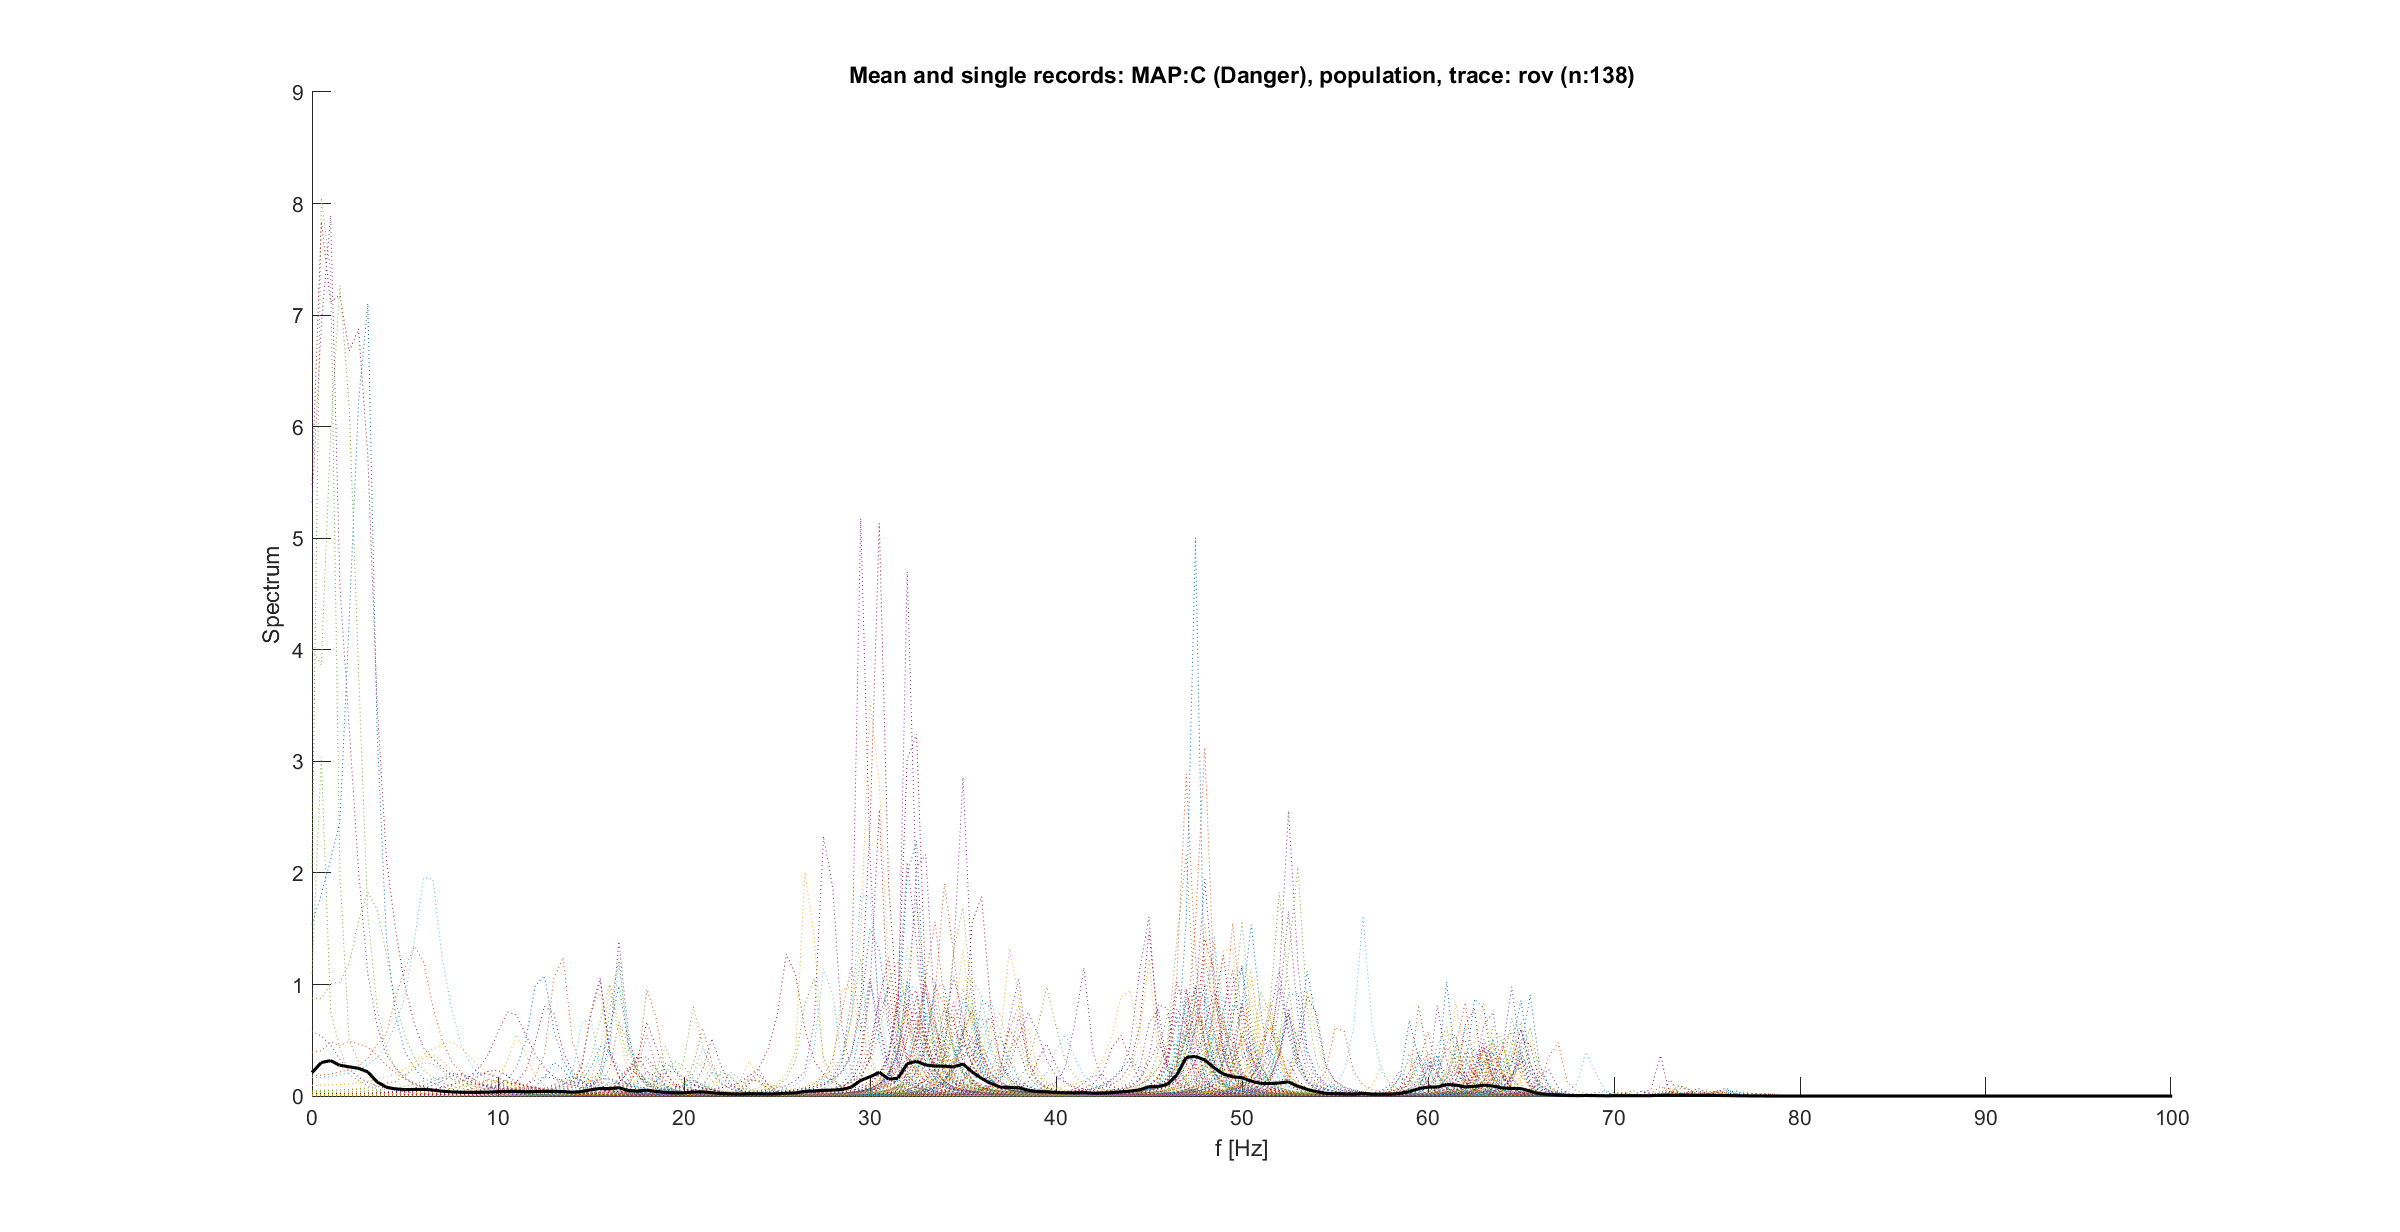 Mean and single records: MAP:C (Danger), population, trace: rov (n:138)
9
8
7
6
5
4
3
2
1
0
Spectrum
0 10 20 30 40 50 60 70 80 90 100
f [Hz]